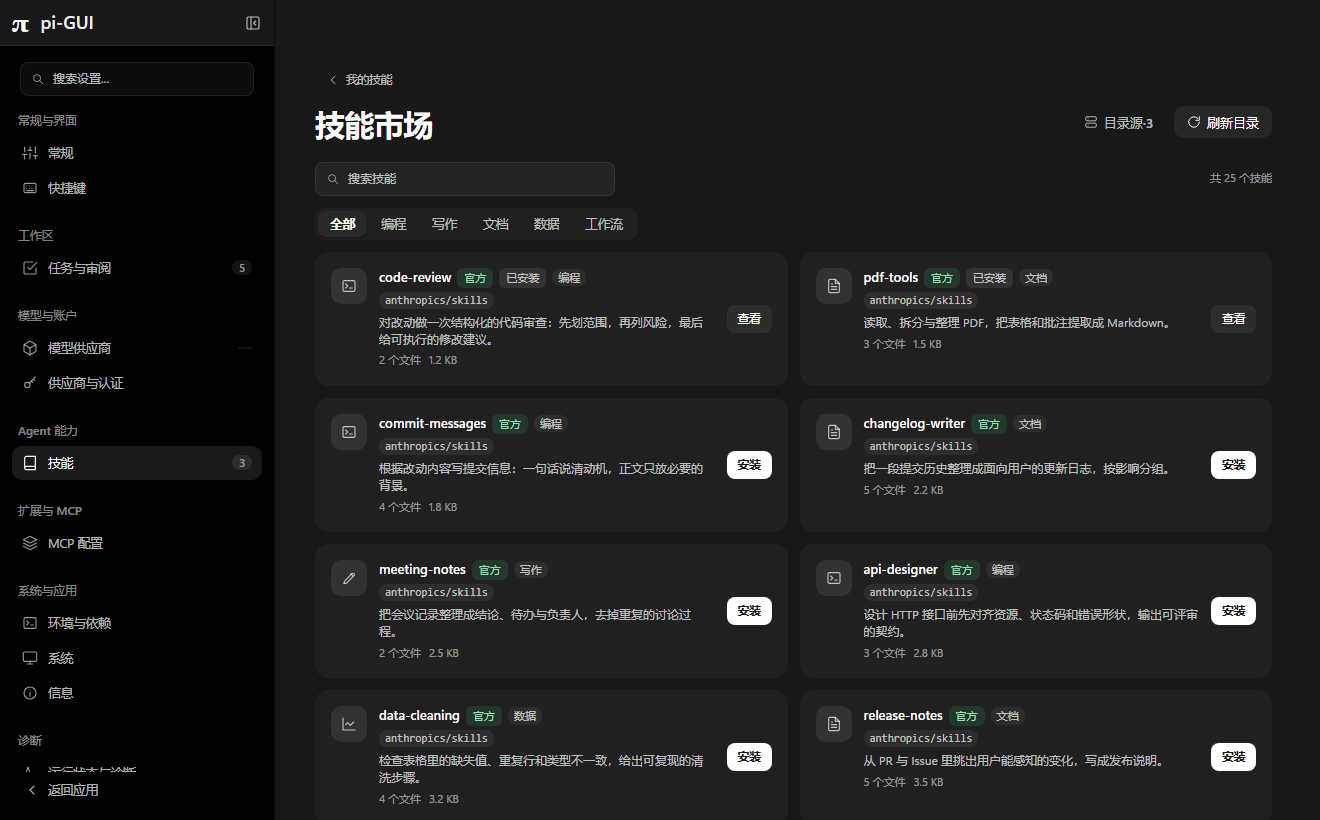 π pi-GUI
搜索设置...
常规与界面
常规
快捷键
工作区
任务与审阅 5
模型与账户
模型供应商
供应商与认证
Agent 能力
技能 3
扩展与 MCP
MCP 配置
系统与应用
环境与依赖
系统
信息
诊断
返回应用
我的技能
技能市场
目录源·3
刷新目录
搜索技能
共 25 个技能
全部 编程 写作 文档 数据 工作流
code-review 官方 已安装 编程
anthropics/skills
对改动做一次结构化的代码审查：先划范围，再列风险，最后
给可执行的修改建议。
2 个文件 1.2 KB
查看
pdf-tools 官方 已安装 文档
anthropics/skills
读取、拆分与整理 PDF，把表格和批注提取成 Markdown。
3 个文件 1.5 KB
查看
commit-messages 官方 编程
anthropics/skills
根据改动内容写提交信息：一句话说清动机，正文只放必要的
背景。
4 个文件 1.8 KB
安装
changelog-writer 官方 文档
anthropics/skills
把一段提交历史整理成面向用户的更新日志，按影响分组。
5 个文件 2.2 KB
安装
meeting-notes 官方 写作
anthropics/skills
把会议记录整理成结论、待办与负责人，去掉重复的讨论过
程。
2 个文件 2.5 KB
安装
api-designer 官方 编程
anthropics/skills
设计 HTTP 接口前先对齐资源、状态码和错误形状，输出可评审
的契约。
3 个文件 2.8 KB
安装
data-cleaning 官方 数据
anthropics/skills
检查表格里的缺失值、重复行和类型不一致，给出可复现的清
洗步骤。
4 个文件 3.2 KB
安装
release-notes 官方 文档
anthropics/skills
从 PR 与 Issue 里挑出用户能感知的变化，写成发布说明。
5 个文件 3.5 KB
安装